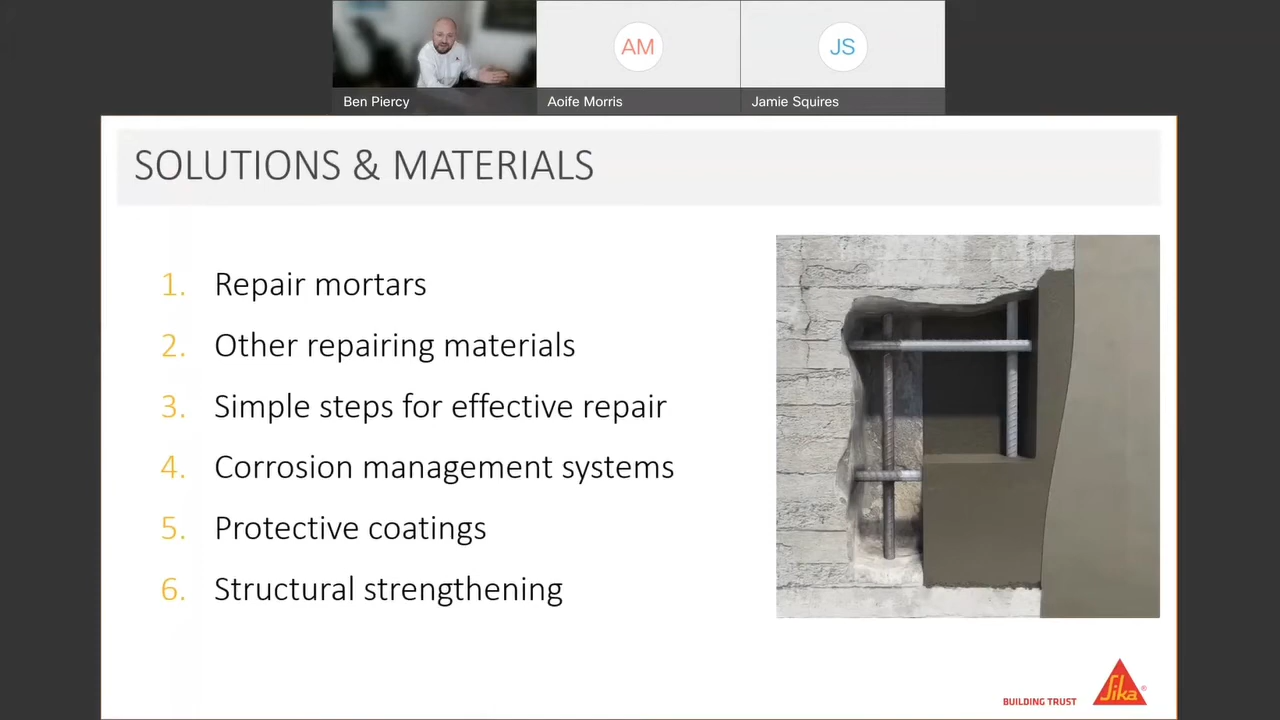 AM
JS
Ben Piercy
Aoife Morris
Jamie Squires
SOLUTIONS & MATERIALS
1. Repair mortars
2. Other repairing materials
3. Simple steps for effective repair
4. Corrosion management systems
5. Protective coatings
6. Structural strengthening
BUILDING TRUST
Sika®